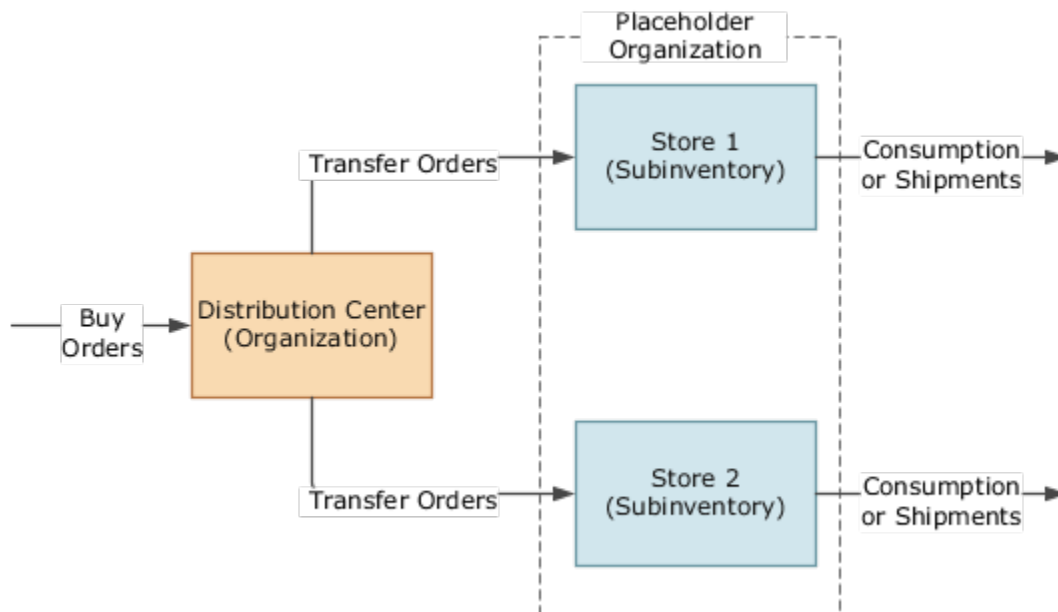 Placeholder
Organization
Store 1
(Subinventory)
Transfer Orders
Consumption
or Shipments
Distribution Center
(Organization)
Buy
Orders
Store 2
(Subinventory)
Transfer Orders
Consumption
or Shipments